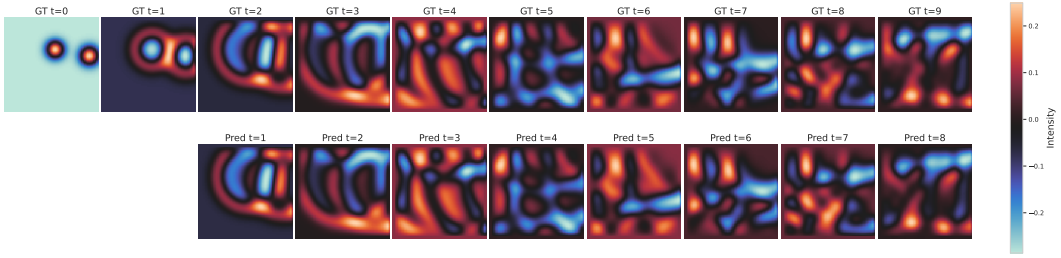 GT t=0 GT t=1 GT t=2 GT t=3 GT t=4 GT t=5 GT t=6 GT t=7 GT t=8 GT t=9
Pred t=1 Pred t=2 Pred t=3 Pred t=4 Pred t=5 Pred t=6 Pred t=7 Pred t=8
0.2
0.1
0.0
−0.1
−0.2
Intensity